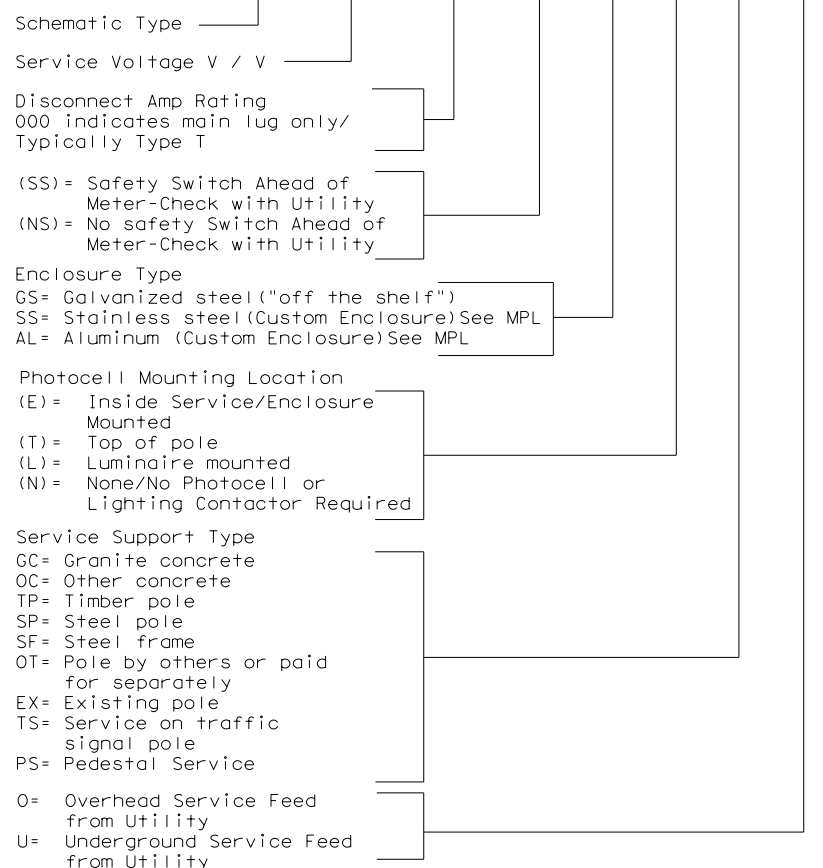 Schematic Type
Service Voltage V / V
Disconnect Amp Rating
000 indicates main lug only/
Typically Type T
(SS)= Safety Switch Ahead of
Meter-Check with Utility
(NS)= No safety Switch Ahead of
Meter-Check with Utility
Enclosure Type
GS= Galvanized steel("off the shelf")
SS= Stainless steel(Custom Enclosure)See MPL
AL= Aluminum (Custom Enclosure)See MPL
Photocell Mounting Location
(E)= Inside Service/Enclosure
Mounted
(T)= Top of pole
(L)= Luminaire mounted
(N)= None/No Photocell or
Lighting Contactor Required
Service Support Type
GC= Granite concrete
OC= Other concrete
TP= Timber pole
SP= Steel pole
SF= Steel frame
OT= Pole by others or paid
for separately
EX= Existing pole
TS= Service on traffic
signal pole
PS= Pedestal Service
O= Overhead Service Feed
from Utility
U= Underground Service Feed
from Utility